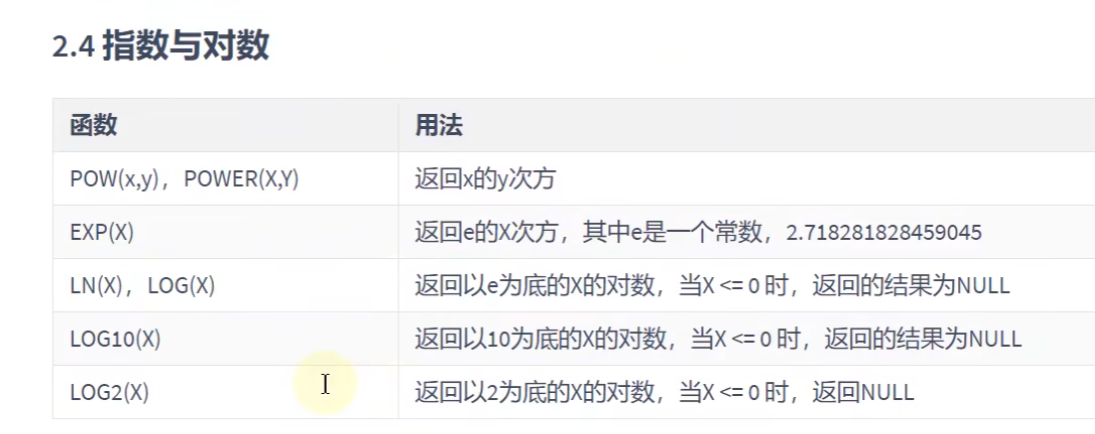 2.4 指数与对数
函数 用法
POW(x,y)，POWER(X,Y) 返回x的y次方
EXP(X) 返回e的X次方，其中e是一个常数，2.718281828459045
LN(X)，LOG(X) 返回以e为底的X的对数，当X <= 0 时，返回的结果为NULL
LOG10(X) 返回以10为底的X的对数，当X <= 0 时，返回的结果为NULL
LOG2(X) 返回以2为底的X的对数，当X <= 0 时，返回NULL